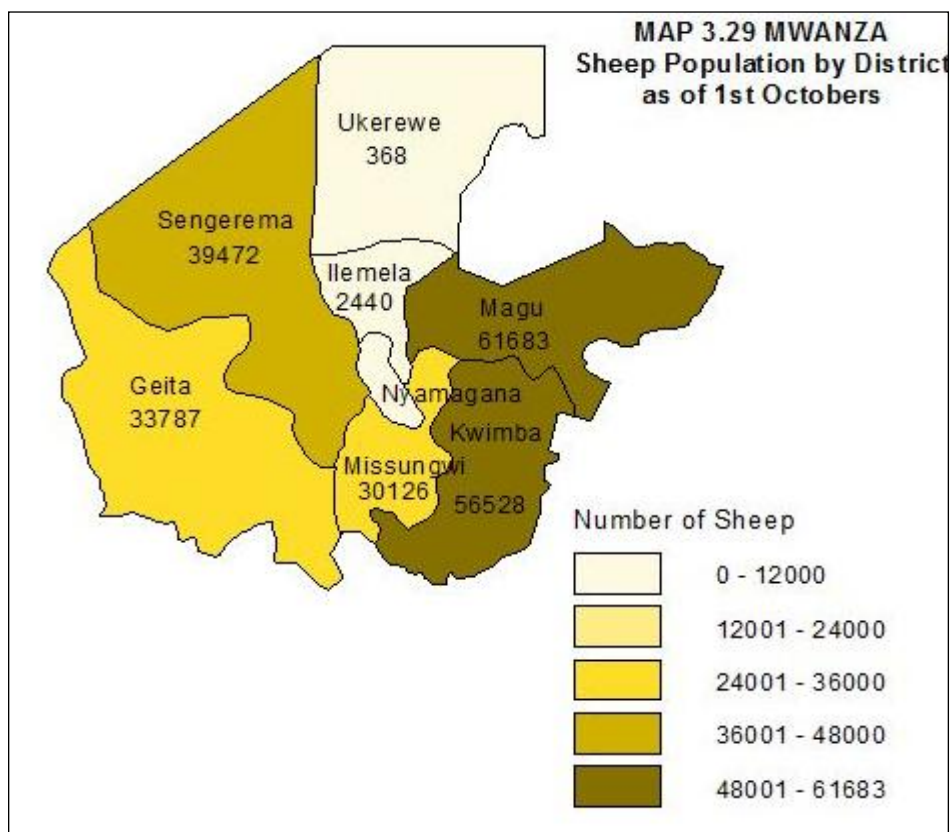 MAP 3.29 MWANZA
Sheep Population by District
as of 1st Octobers
Ukerewe
368
Sengerema
39472
Ilemela
2440
Magu
61683
Geita
33787
Nyamagana
Kwimba
56528
Missungwi
30126
Number of Sheep
0 - 12000
12001 - 24000
24001 - 36000
36001 - 48000
48001 - 61683